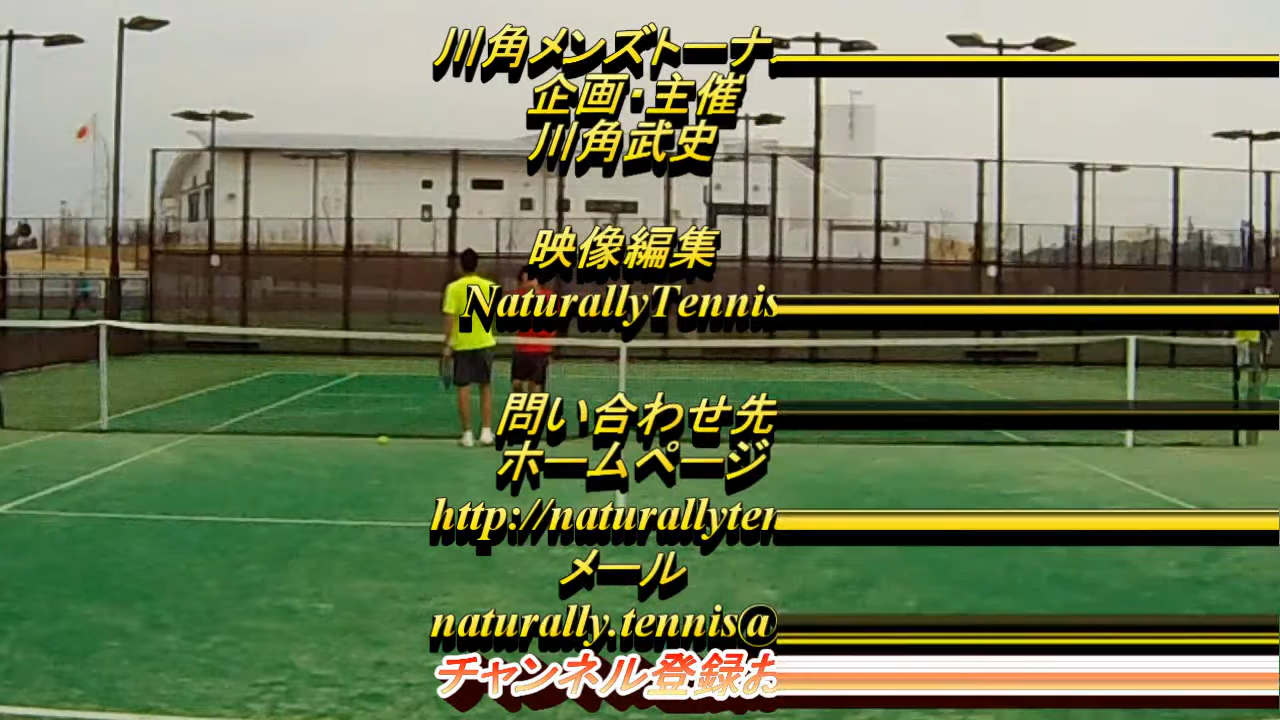 川角メンズトーナ
企画・主催
川角武史
映像編集
NaturallyTennis
問い合わせ先
ホームページ
http://naturallyten
メール
naturally.tennis@
チャンネル登録お